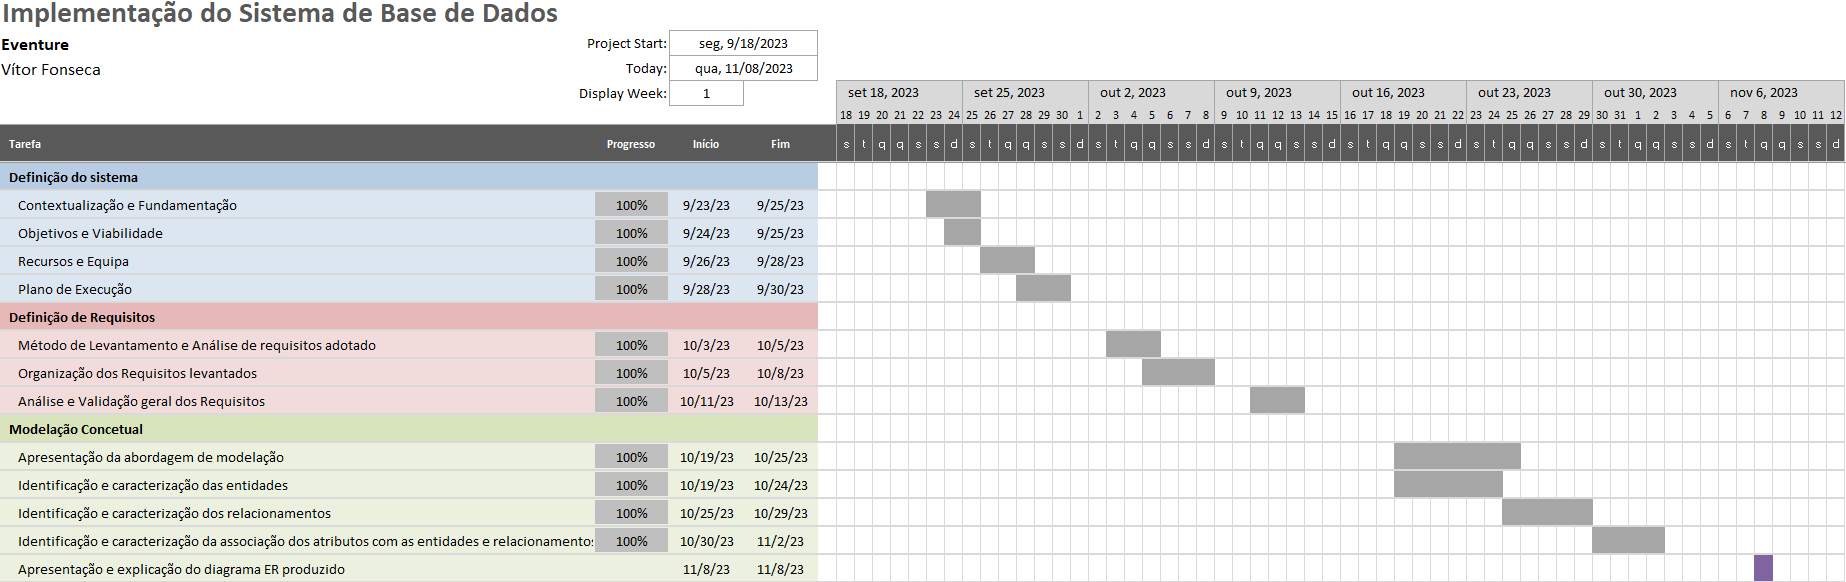 Implementação do Sistema de Base de Dados
Eventure
Vítor Fonseca
Project Start: seg, 9/18/2023
Today: qua, 11/08/2023
Display Week: 1
set 18, 2023 set 25, 2023 out 2, 2023 out 9, 2023 out 16, 2023 out 23, 2023 out 30, 2023 nov 6, 2023
18 19 20 21 22 23 24 25 26 27 28 29 30 1 2 3 4 5 6 7 8 9 10 11 12 13 14 15 16 17 18 19 20 21 22 23 24 25 26 27 28 29 30 31 1 2 3 4 5 6 7 8 9 10 11 12
Tarefa Progresso Início Fim s t q q s s d s t q q s s d s t q q s s d s t q q s s d s t q q s s d s t q q s s d s t q q s s d s t q q s s d
Definição do sistema
Contextualização e Fundamentação 100% 9/23/23 9/25/23
Objetivos e Viabilidade 100% 9/24/23 9/25/23
Recursos e Equipa 100% 9/26/23 9/28/23
Plano de Execução 100% 9/28/23 9/30/23
Definição de Requisitos
Método de Levantamento e Análise de requisitos adotado 100% 10/3/23 10/5/23
Organização dos Requisitos levantados 100% 10/5/23 10/8/23
Análise e Validação geral dos Requisitos 100% 10/11/23 10/13/23
Modelação Concetual
Apresentação da abordagem de modelação 100% 10/19/23 10/25/23
Identificação e caracterização das entidades 100% 10/19/23 10/24/23
Identificação e caracterização dos relacionamentos 100% 10/25/23 10/29/23
Identificação e caracterização da associação dos atributos com as entidades e relacionamentos 100% 10/30/23 11/2/23
Apresentação e explicação do diagrama ER produzido 11/8/23 11/8/23